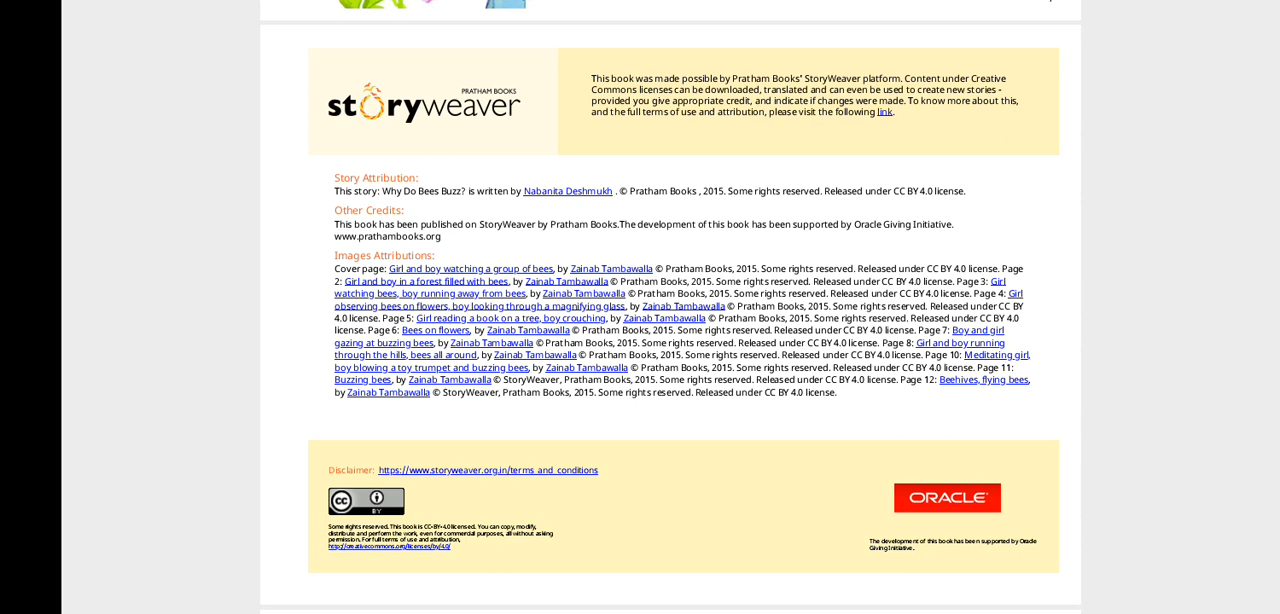 PRATHAM BOOKS
storyweaver
This book was made possible by Pratham Books' StoryWeaver platform. Content under Creative
Commons licenses can be downloaded, translated and can even be used to create new stories -
provided you give appropriate credit, and indicate if changes were made. To know more about this,
and the full terms of use and attribution, please visit the following link.
Story Attribution:
This story: Why Do Bees Buzz? is written by Nabanita Deshmukh . © Pratham Books , 2015. Some rights reserved. Released under CC BY 4.0 license.
Other Credits:
This book has been published on StoryWeaver by Pratham Books.The development of this book has been supported by Oracle Giving Initiative.
www.prathambooks.org
Images Attributions:
Cover page: Girl and boy watching a group of bees, by Zainab Tambawalla © Pratham Books, 2015. Some rights reserved. Released under CC BY 4.0 license. Page
2: Girl and boy in a forest filled with bees, by Zainab Tambawalla © Pratham Books, 2015. Some rights reserved. Released under CC BY 4.0 license. Page 3: Girl
watching bees, boy running away from bees, by Zainab Tambawalla © Pratham Books, 2015. Some rights reserved. Released under CC BY 4.0 license. Page 4: Girl
observing bees on flowers, boy looking through a magnifying glass, by Zainab Tambawalla © Pratham Books, 2015. Some rights reserved. Released under CC BY
4.0 license. Page 5: Girl reading a book on a tree, boy crouching, by Zainab Tambawalla © Pratham Books, 2015. Some rights reserved. Released under CC BY 4.0
license. Page 6: Bees on flowers, by Zainab Tambawalla © Pratham Books, 2015. Some rights reserved. Released under CC BY 4.0 license. Page 7: Boy and girl
gazing at buzzing bees, by Zainab Tambawalla © Pratham Books, 2015. Some rights reserved. Released under CC BY 4.0 license. Page 8: Girl and boy running
through the hills, bees all around, by Zainab Tambawalla © Pratham Books, 2015. Some rights reserved. Released under CC BY 4.0 license. Page 10: Meditating girl,
boy blowing a toy trumpet and buzzing bees, by Zainab Tambawalla © Pratham Books, 2015. Some rights reserved. Released under CC BY 4.0 license. Page 11:
Buzzing bees, by Zainab Tambawalla © StoryWeaver, Pratham Books, 2015. Some rights reserved. Released under CC BY 4.0 license. Page 12: Beehives, flying bees,
by Zainab Tambawalla © StoryWeaver, Pratham Books, 2015. Some rights reserved. Released under CC BY 4.0 license.
Disclaimer: https://www.storyweaver.org.in/terms_and_conditions
cc BY
Some rights reserved. This book is CC-BY-4.0 licensed. You can copy, modify,
distribute and perform the work, even for commercial purposes, all without asking
permission. For full terms of use and attribution,
http://creativecommons.org/licenses/by/4.0/
ORACLE
The development of this book has been supported by Oracle
Giving Initiative.